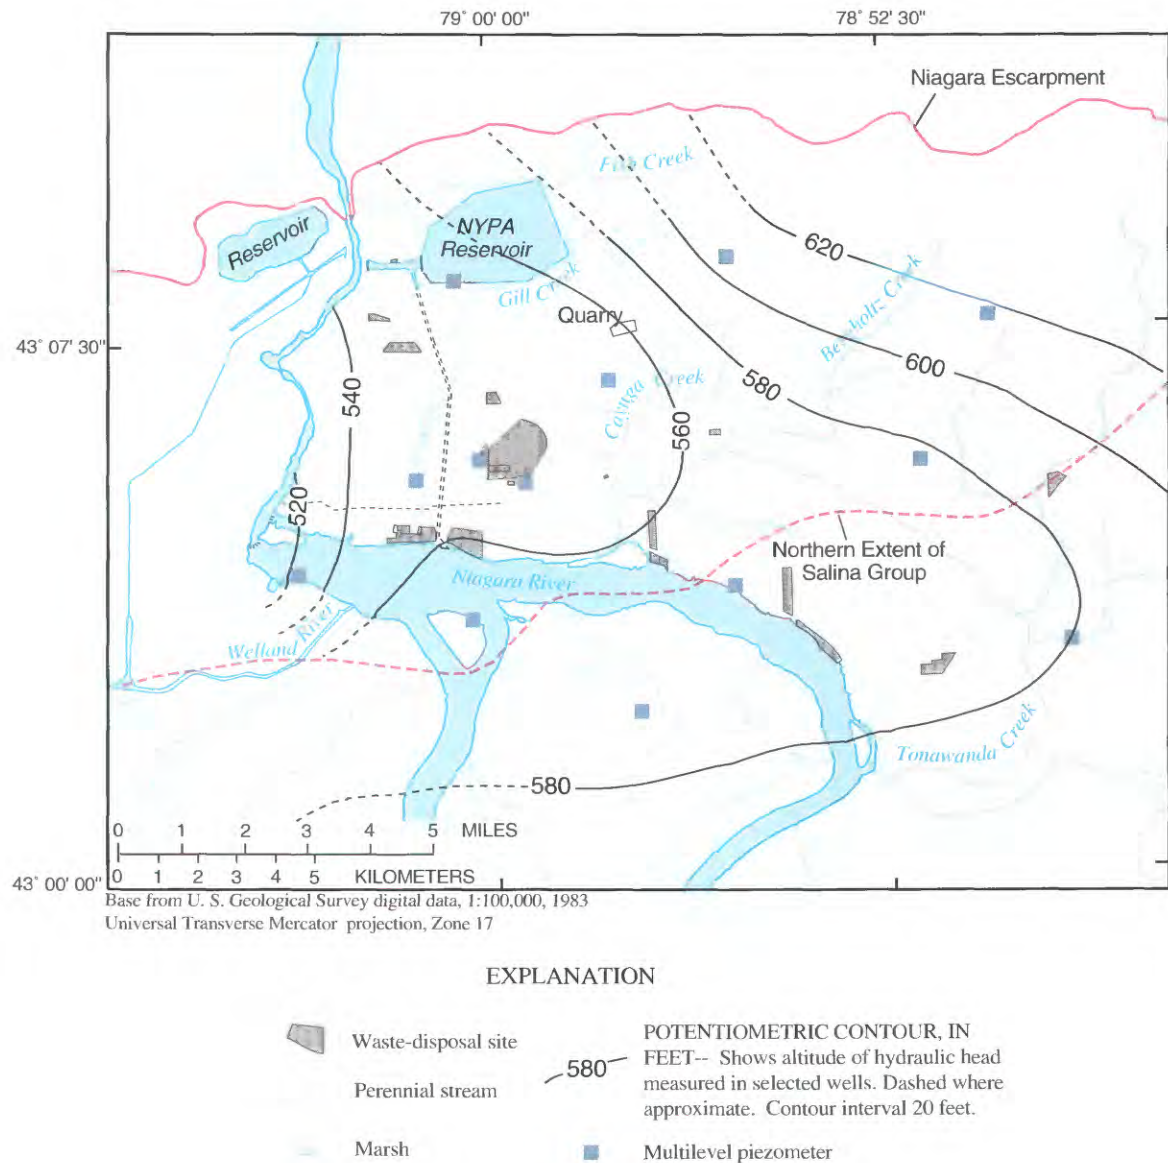 79° 00' 00"
78° 52' 30"
Niagara Escarpment
Fish Creek
620
NYPA
Reservoir
Reservoir
Gill Creek
Quarry
Bergholtz Creek
43° 07' 30"
540
Cayuga Creek
580
600
560
520
Northern Extent of
Salina Group
Niagara River
Welland River
Tonawanda Creek
580
0 1 2 3 4 5 MILES
0 1 2 3 4 5 KILOMETERS
43° 00' 00"
Base from U. S. Geological Survey digital data, 1:100,000, 1983
Universal Transverse Mercator projection, Zone 17
EXPLANATION
Waste-disposal site
Perennial stream
Marsh
580
POTENTIOMETRIC CONTOUR, IN
FEET-- Shows altitude of hydraulic head
measured in selected wells. Dashed where
approximate. Contour interval 20 feet.
Multilevel piezometer